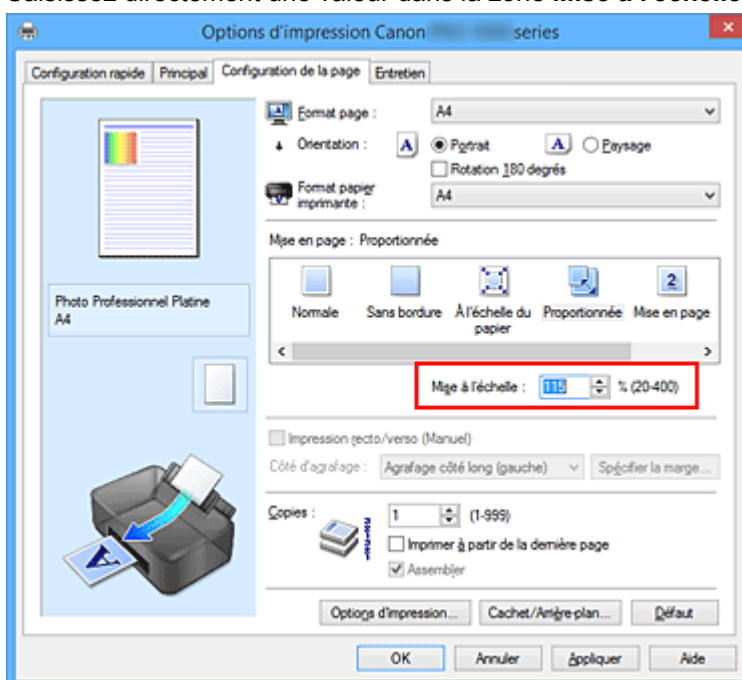 Options d'impression Canon series
Configuration rapide Principal Configuration de la page Entretien
Format page : A4
Orientation : A Portrait A Paysage
Rotation 180 degrés
Format papier imprimante : A4
Mise en page : Proportionnée
Photo Professionnel Platine
A4
2
Normale Sans bordure À l'échelle du papier Proportionnée Mise en page
Mise à l'échelle : 115 % (20-400)
Impression recto/verso (Manuel)
Côté d'agrafage : Agrafage côté long (gauche) Spécifier la marge...
Copies : 1 (1-999)
Imprimer à partir de la dernière page
Assembler
Options d'impression... Cachet/Arrière-plan... Défaut
OK Annuler Appliquer Aide